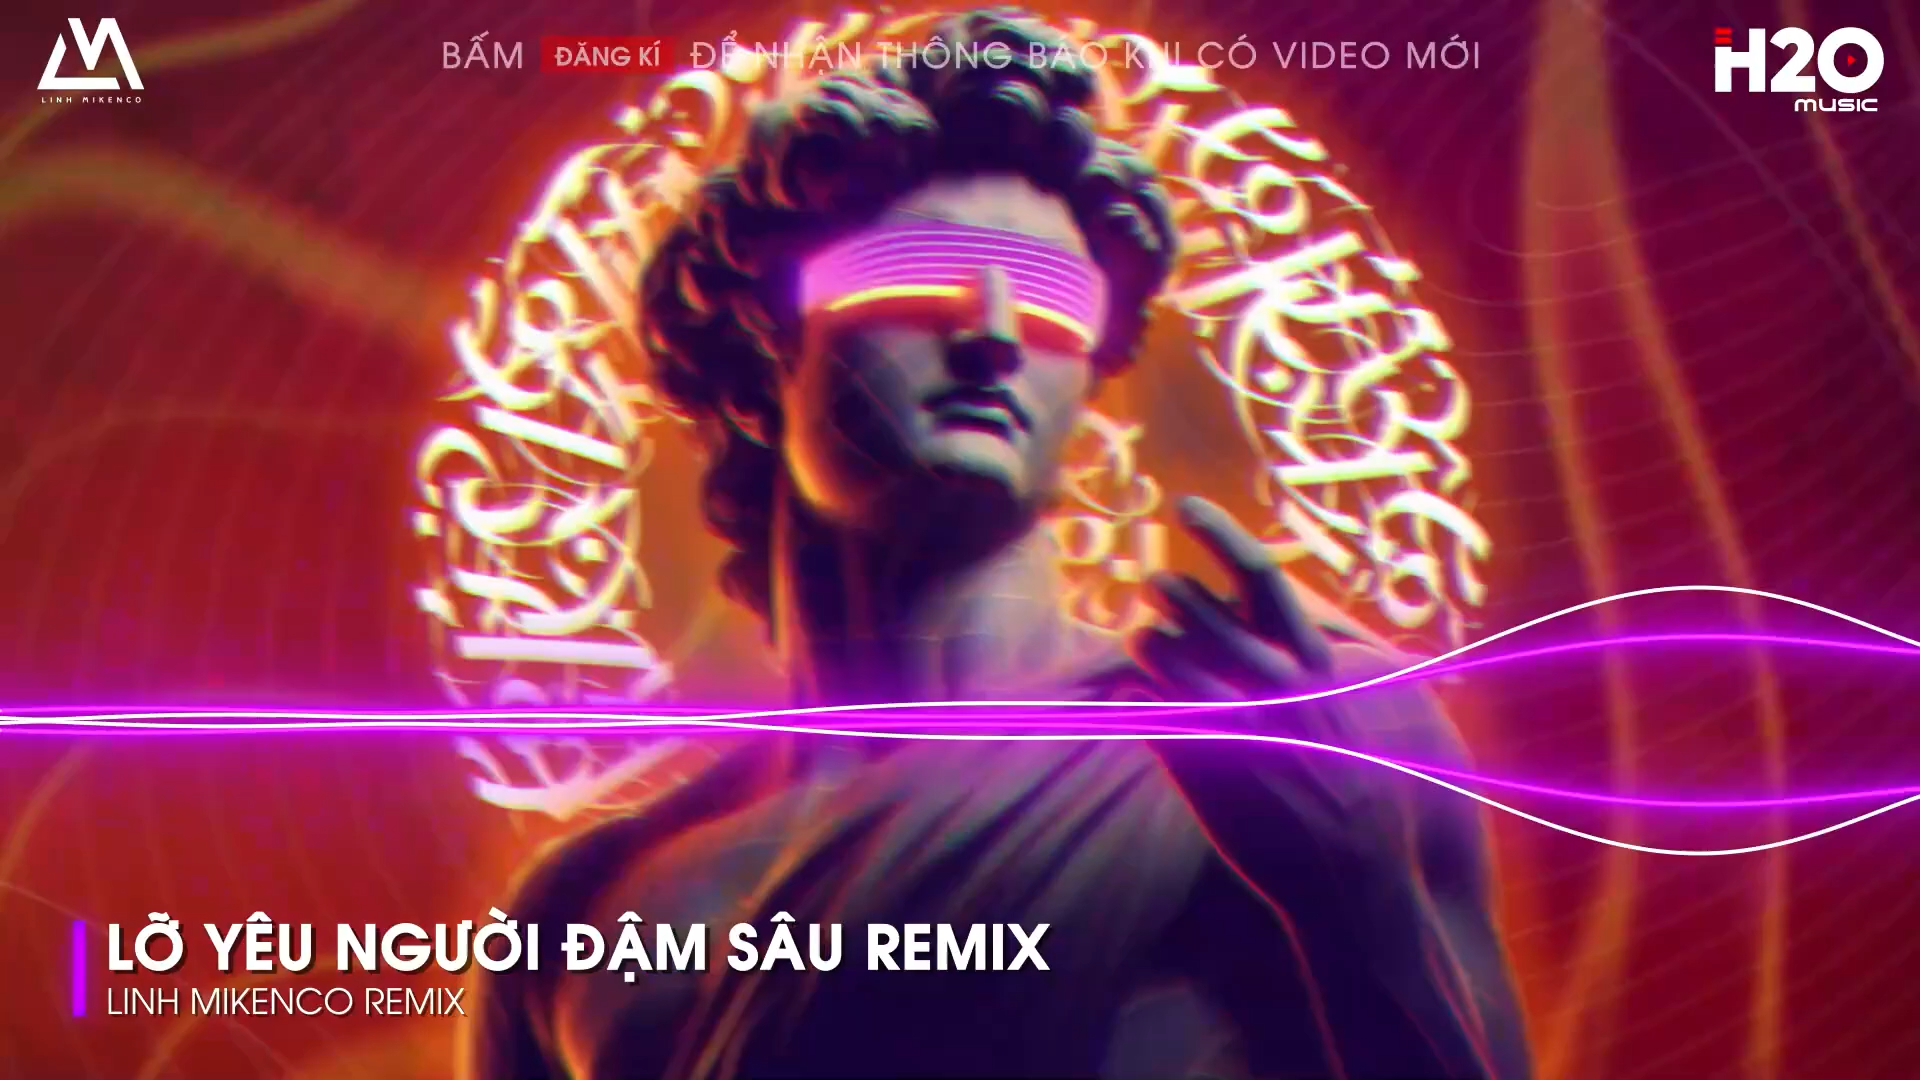 BẤM ĐĂNG KÍ ĐỂ NHẬN THÔNG BÁO KHI CÓ VIDEO MỚI
LINH MIKENCO
H2O
MUSIC
LỠ YÊU NGƯỜI ĐẬM SÂU REMIX
LINH MIKENCO REMIX